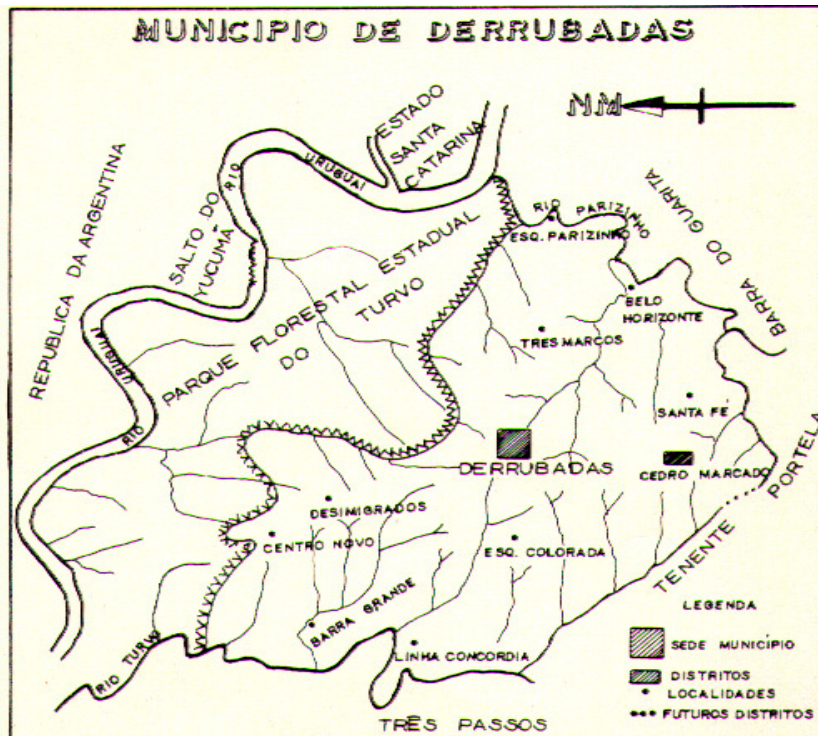 MUNICIPIO DE DERRUBADAS
NM
ESTADO
SANTA
CATARINA
RIO
URUGUAI
REPUBLICA DA ARGENTINA
SALTO DO
YUCUMÃ
RIO
PARIZINHO
ESQ. PARIZINHO
BARRA DO GUARITA
PARQUE FLORESTAL ESTADUAL
DO TURVO
BELO
HORIZONTE
TRES MARCOS
RIO
URUGUAI
SANTA FÉ
DERRUBADAS
CEDRO MARCADO
TENENTE PORTELA
DESIMIGRADOS
CENTRO NOVO
ESQ. COLORADA
BARRA GRANDE
LINHA CONCORDIA
RIO TURVO
TRÊS PASSOS
LEGENDA
SEDE MUNICÍPIO
DISTRITOS
LOCALIDADES
FUTUROS DISTRITOS